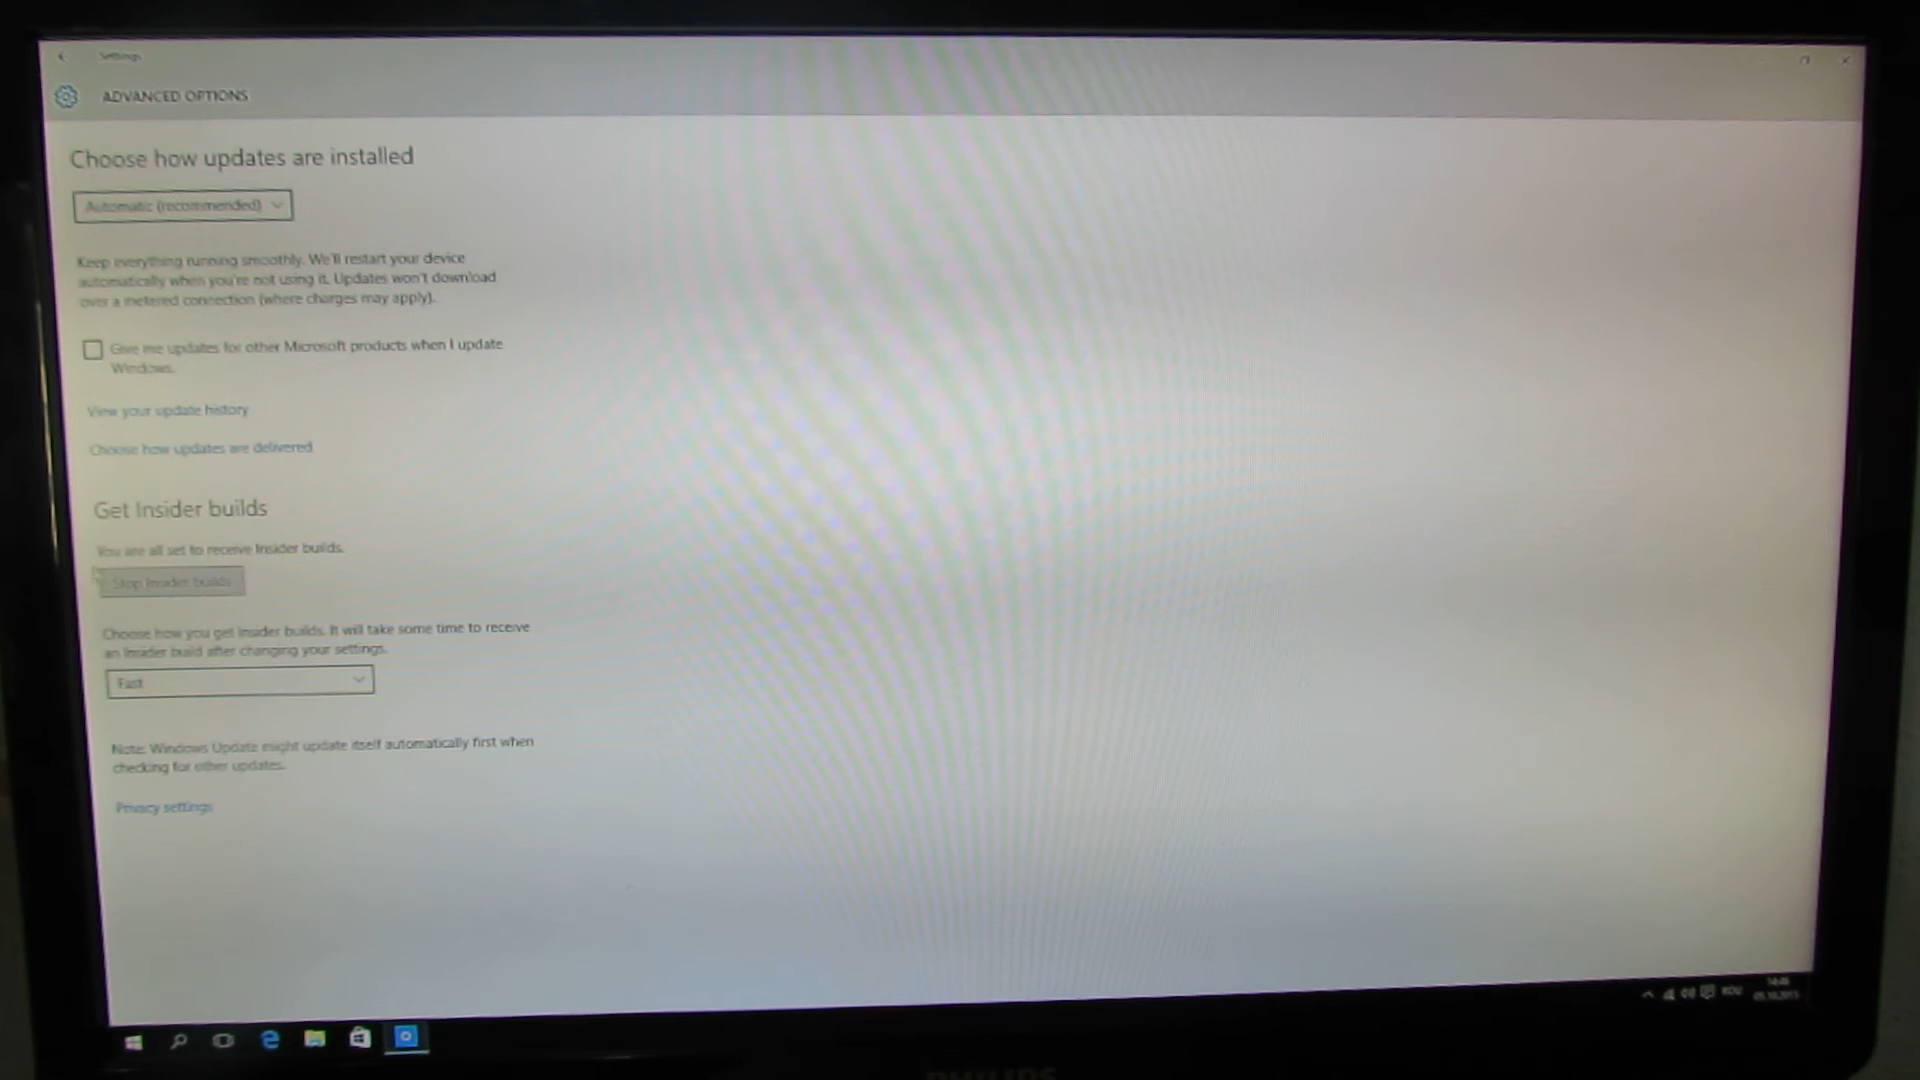 Settings
ADVANCED OPTIONS
Choose how updates are installed
Automatic (recommended)
Keep everything running smoothly. We'll restart your device
automatically when you're not using it. Updates won't download
over a metered connection (where charges may apply).
Give me updates for other Microsoft products when I update
Windows.
View your update history
Choose how updates are delivered
Get Insider builds
You are all set to receive Insider builds.
Stop Insider builds
Choose how you get Insider builds. It will take some time to receive
an Insider build after changing your settings.
Fast
Note: Windows Update might update itself automatically first when
checking for other updates.
Privacy settings